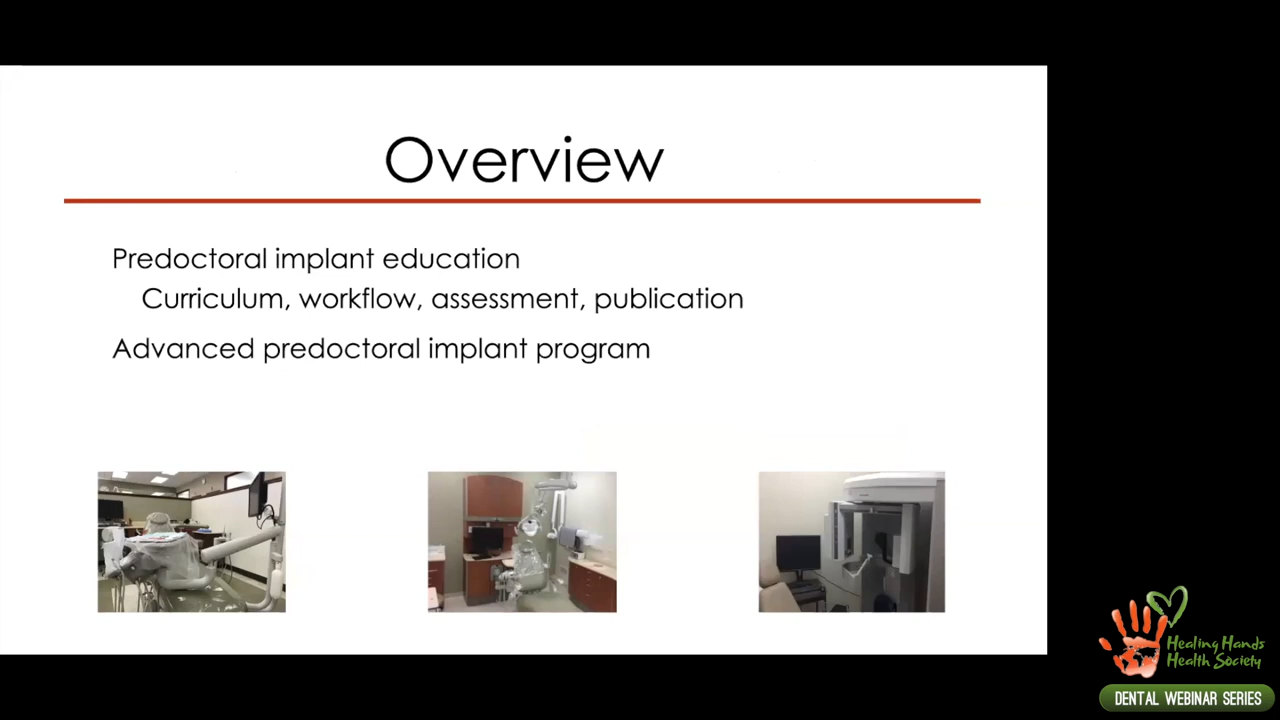 Overview
Predoctoral implant education
Curriculum, workflow, assessment, publication
Advanced predoctoral implant program
Healing Hands
Health Society
DENTAL WEBINAR SERIES